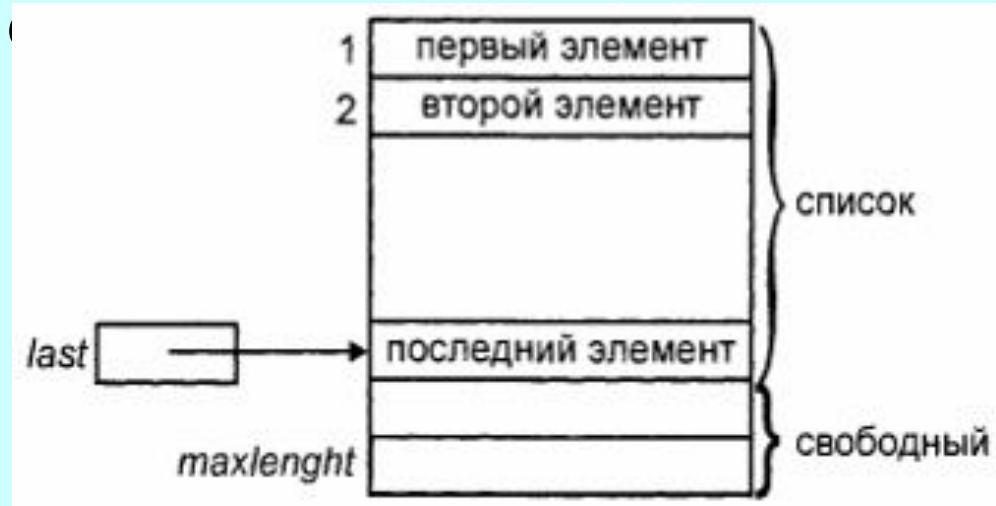 1 первый элемент
2 второй элемент
список
last последний элемент
свободный
maxlenght